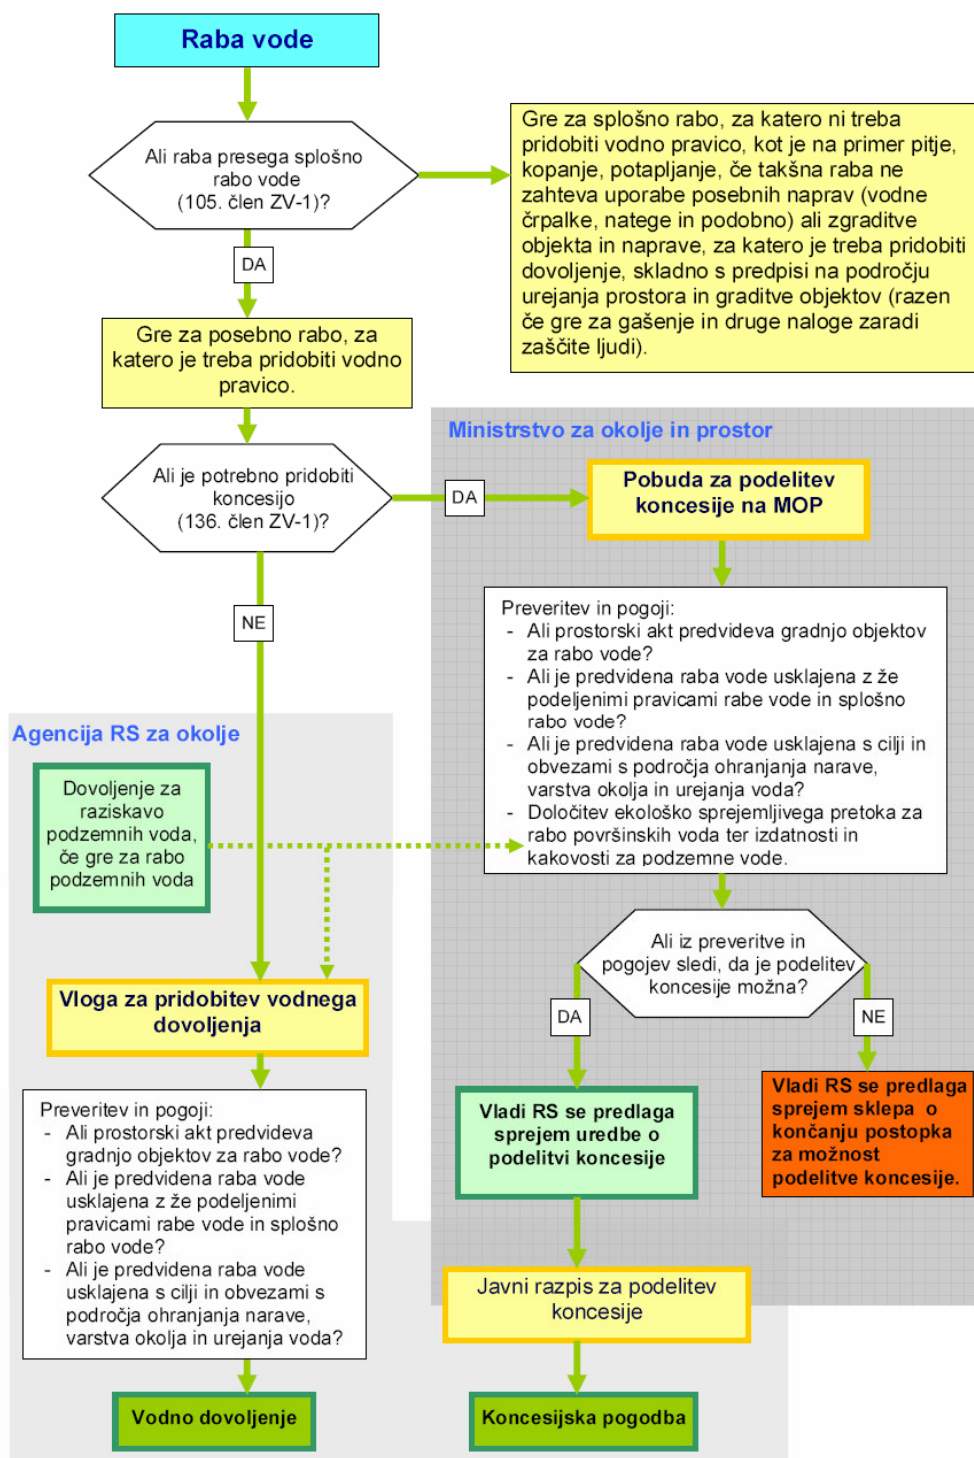 Raba vode
Ali raba presega splošno
rabo vode
(105. člen ZV-1)?
Gre za splošno rabo, za
katero ni treba
pridobiti vodno pravico, kot je na primer pitje,
kopanje, potapljanje, če takšna raba ne
zahteva uporabe posebnih naprav (vodne
črpalke, natege in podobno) ali zgraditve
objekta in naprave, za katero je treba pridobiti
dovoljenje, skladno s predpisi na področju
urejanja prostora in graditve objektov (razen
če gre za gašenje in druge naloge zaradi
zaščite ljudi).
DA
Gre za posebno rabo, za
katero je treba pridobiti vodno
pravico.
Ali je potrebno pridobiti
koncesijo
(136. člen ZV-1)?
DA
NE
Ministrstvo za okolje in prostor
Pobuda za podelitev
koncesije na MOP
Preveritev in pogoji:
- Ali prostorski akt predvideva gradnjo objektov
za rabo vode?
- Ali je predvidena raba vode usklajena z že
podeljenimi pravicami rabe vode in splošno
rabo vode?
- Ali je predvidena raba vode usklajena s cilji in
obvezami s področja ohranjanja narave,
varstva okolja in urejanja voda?
- Določitev ekološko sprejemljivega pretoka za
rabo površinskih voda ter izdatnosti in
kakovosti za podzemne vode.
Ali iz preveritve in
pogojev sledi, da je podelitev
koncesije možna?
DA
NE
Vladi RS se predlaga
sprejem uredbe o
podelitvi koncesije
Vladi RS se predlaga
sprejem sklepa o
končanju postopka
za možnost
podelitve koncesije.
Javni razpis za podelitev
koncesije
Koncesijska pogodba
Agencija RS za okolje
Dovoljenje za
raziskavo
podzemnih voda,
če gre za rabo
podzemnih voda
Vloga za pridobitev vodnega
dovoljenja
Preveritev in pogoji:
- Ali prostorski akt predvideva
gradnjo objektov za rabo vode?
- Ali je predvidena raba vode
usklajena z že podeljenimi
pravicami rabe vode in splošno
rabo vode?
- Ali je predvidena raba vode
usklajena s cilji in obvezami s
področja ohranjanja narave,
varstva okolja in urejanja voda?
Vodno dovoljenje